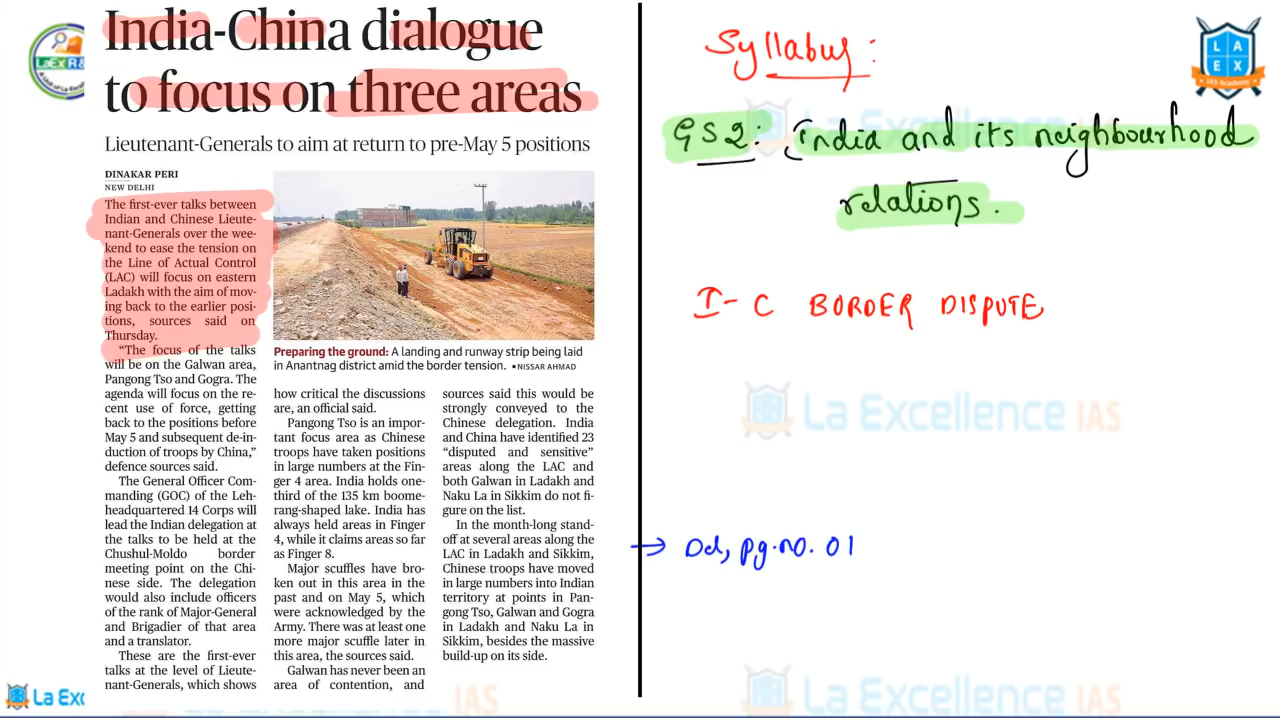 India-China dialogue
to focus on three areas
Lieutenant-Generals to aim at return to pre-May 5 positions
DINAKAR PERI
NEW DELHI
The first-ever talks between
Indian and Chinese Lieute-
nant-Generals over the wee-
kend to ease the tension on
the Line of Actual Control
(LAC) will focus on eastern
Ladakh with the aim of mov-
ing back to the earlier posi-
tions, sources said on
Thursday.
“The focus of the talks
will be on the Galwan area,
Pangong Tso and Gogra. The
agenda will focus on the re-
cent use of force, getting
back to the positions before
May 5 and subsequent de-in-
duction of troops by China,”
defence sources said.
The General Officer Com-
manding (GOC) of the Leh-
headquartered 14 Corps will
lead the Indian delegation at
the talks to be held at the
Chushul-Moldo border
meeting point on the Chi-
nese side. The delegation
would also include officers
of the rank of Major-General
and Brigadier of that area
and a translator.
These are the first-ever
talks at the level of Lieute-
nant-Generals, which shows
Preparing the ground: A landing and runway strip being laid
in Anantnag district amid the border tension. ▪ NISSAR AHMAD
how critical the discussions
are, an official said.
Pangong Tso is an impor-
tant focus area as Chinese
troops have taken positions
in large numbers at the Fin-
ger 4 area. India holds one-
third of the 135 km boome-
rang-shaped lake. India has
always held areas in Finger
4, while it claims areas so far
as Finger 8.
Major scuffles have bro-
ken out in this area in the
past and on May 5, which
were acknowledged by the
Army. There was at least one
more major scuffle later in
this area, the sources said.
Galwan has never been an
area of contention, and
sources said this would be
strongly conveyed to the
Chinese delegation. India
and China have identified 23
“disputed and sensitive”
areas along the LAC and
both Galwan in Ladakh and
Naku La in Sikkim do not fi-
gure on the list.
In the month-long stand-
off at several areas along the
LAC in Ladakh and Sikkim,
Chinese troops have moved
in large numbers into Indian
territory at points in Pan-
gong Tso, Galwan and Gogra
in Ladakh and Naku La in
Sikkim, besides the massive
build-up on its side.
Syllabus:
GS2: India and its neighbourhood
relations.
I-C BORDER DISPUTE
La Excellence IAS
→ Del, pg.no. 01
La Excellence IAS
LAEX
IAS Academy
LaEx R&
La Exc
IAS